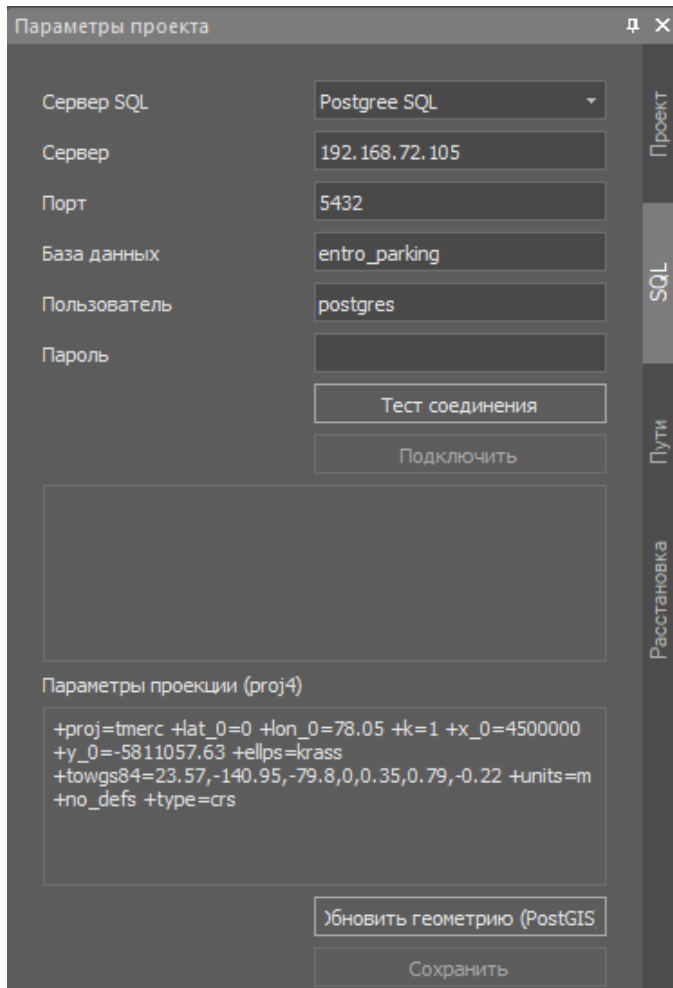 Параметры проекта
Сервер SQL
Postgree SQL
Сервер
192.168.72.105
Порт
5432
База данных
entro_parking
Пользователь
postgres
Пароль
Тест соединения
Подключить
Параметры проекции (proj4)
+proj=tmerc +lat_0=0 +lon_0=78.05 +k=1 +x_0=4500000
+y_0=-5811057.63 +ellps=krass
+towgs84=23.57,-140.95,-79.8,0,0.35,0.79,-0.22 +units=m
+no_defs +type=crs
Обновить геометрию (PostGIS
Сохранить
Проект
SQL
Пути
Расстановка